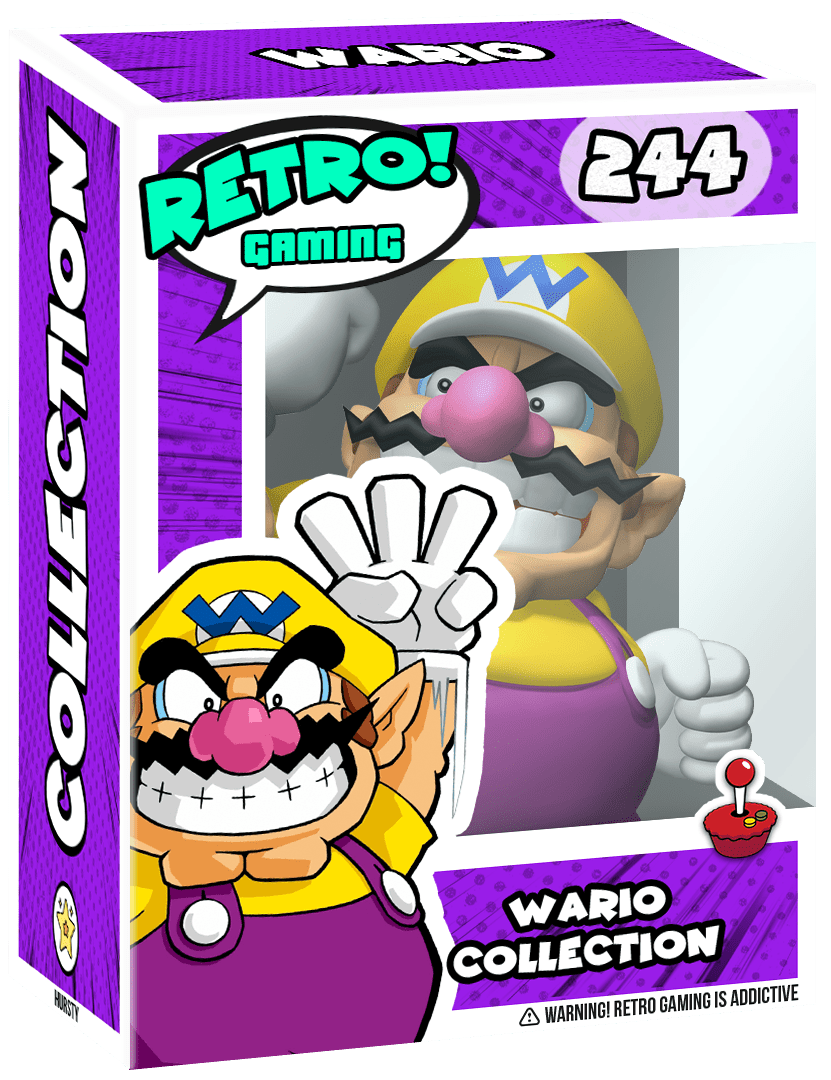 WARIO
COLLECTION
RETRO!
GAMING
244
W
W
WARIO
COLLECTION
WARNING! RETRO GAMING IS ADDICTIVE
HURSTY